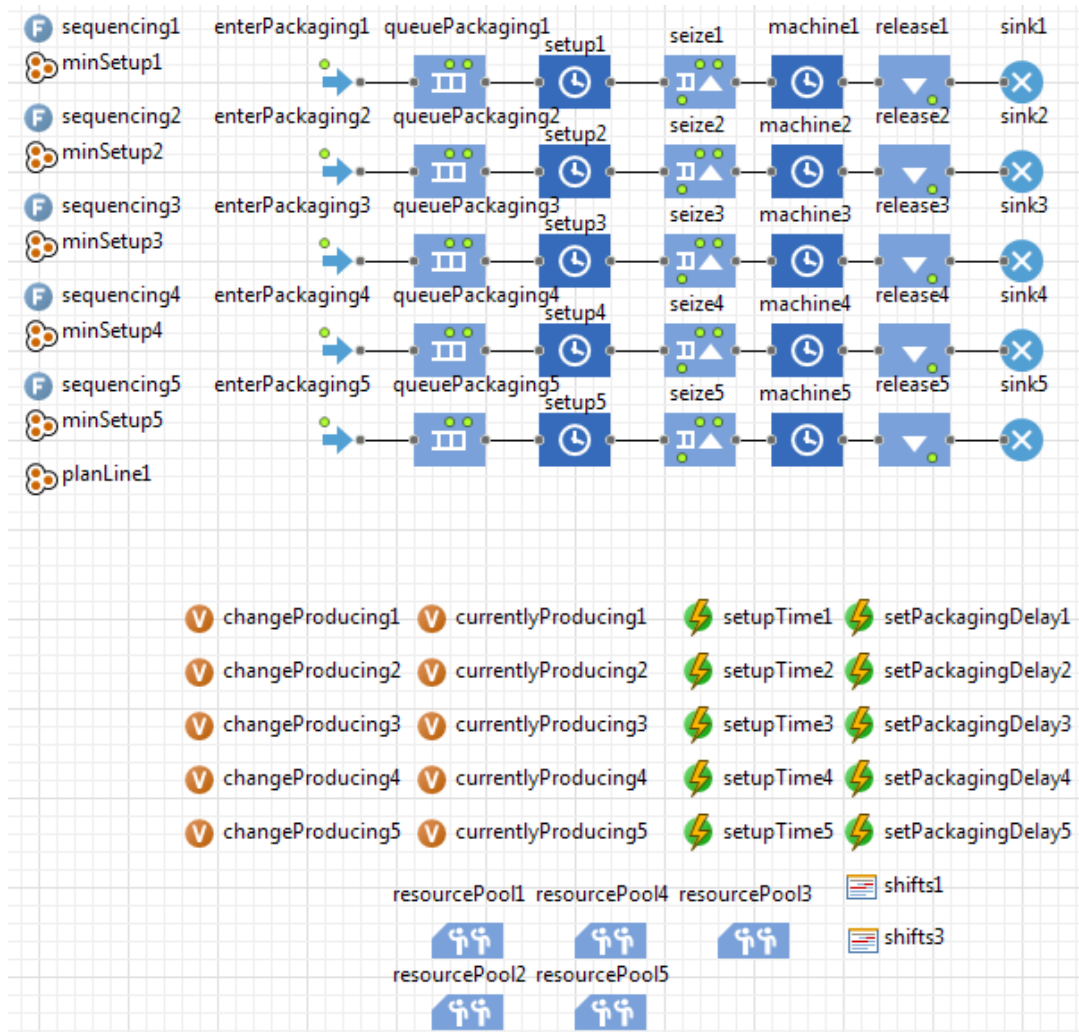 sequencing1 enterPackaging1 queuePackaging1 setup1 seize1 machine1 release1 sink1
minSetup1
sequencing2 enterPackaging2 queuePackaging2 setup2 seize2 machine2 release2 sink2
minSetup2
sequencing3 enterPackaging3 queuePackaging3 setup3 seize3 machine3 release3 sink3
minSetup3
sequencing4 enterPackaging4 queuePackaging4 setup4 seize4 machine4 release4 sink4
minSetup4
sequencing5 enterPackaging5 queuePackaging5 setup5 seize5 machine5 release5 sink5
minSetup5
planLine1
changeProducing1 currentlyProducing1 setupTime1 setPackagingDelay1
changeProducing2 currentlyProducing2 setupTime2 setPackagingDelay2
changeProducing3 currentlyProducing3 setupTime3 setPackagingDelay3
changeProducing4 currentlyProducing4 setupTime4 setPackagingDelay4
changeProducing5 currentlyProducing5 setupTime5 setPackagingDelay5
resourcePool1 resourcePool4 resourcePool3 shifts1
shifts3
resourcePool2 resourcePool5